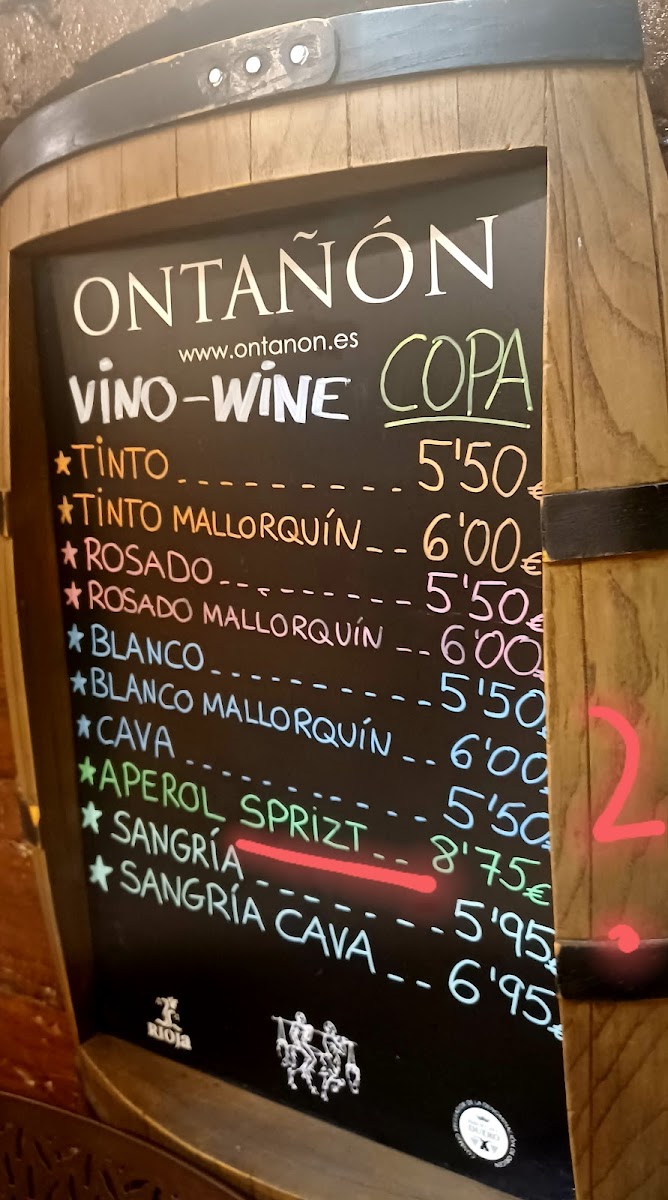 ONTAÑÓN
www.ontanon.es
VINO-WINE COPA
★TINTO _ _ _ _ _ _ _ _ _ 5'50€
★TINTO MALLORQUÍN _ _ 6'00€
★ROSADO _ _ _ _ _ _ _ _ 5'50€
★ROSADO MALLORQUÍN _ _ 6'00€
★BLANCO _ _ _ _ _ _ _ _ _ 5'50€
★BLANCO MALLORQUÍN _ _ 6'00
★CAVA _ _ _ _ _ _ _ _ _ _ 5'50€
★APEROL SPRIZT _ _ 8'75€
★SANGRÍA _ _ _ _ _ _ _ _ 5'95€
★SANGRÍA CAVA _ _ 6'95€
?
RIOJA
DUERO